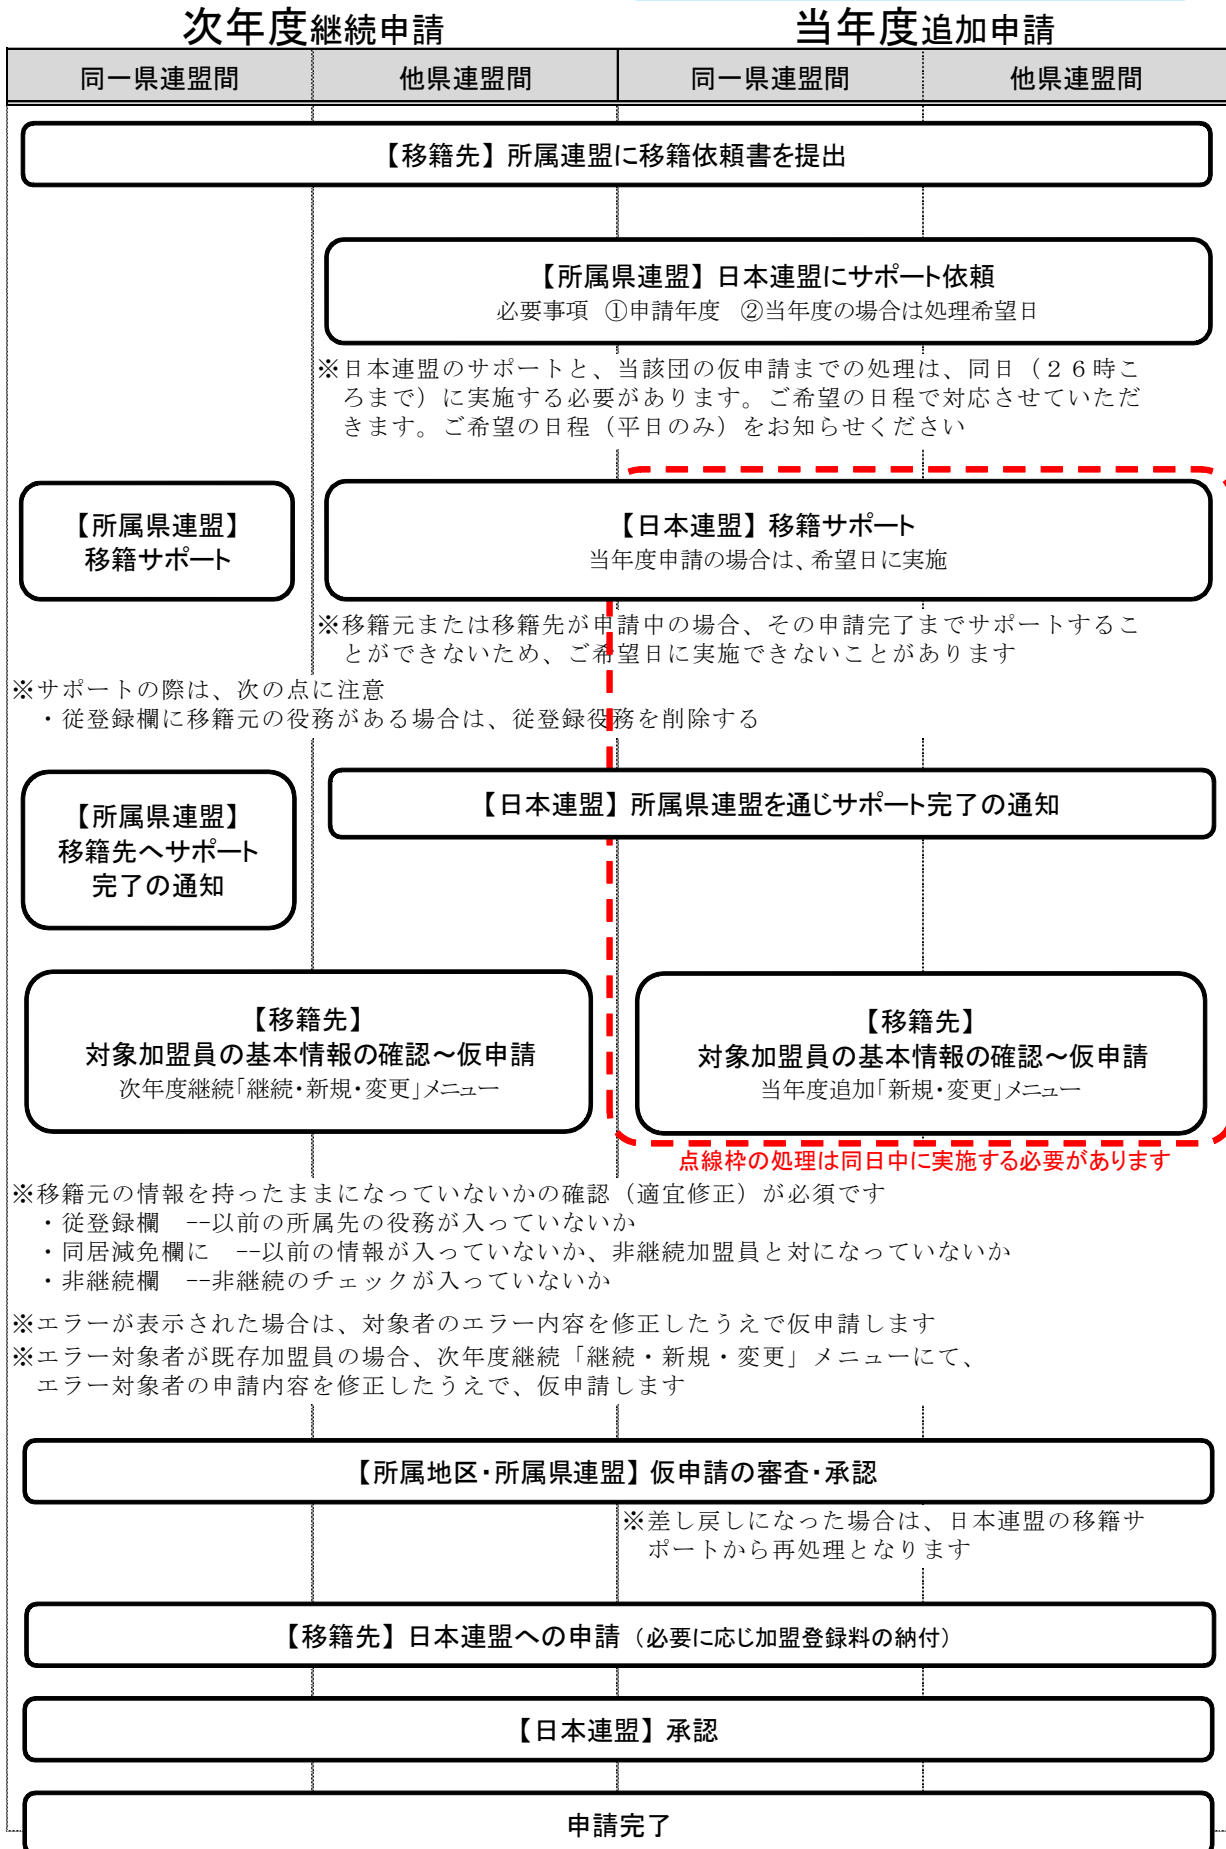 次年度継続申請
当年度追加申請
同一県連盟間
他県連盟間
同一県連盟間
他県連盟間
【移籍先】所属連盟に移籍依頼書を提出
【所属県連盟】日本連盟にサポート依頼
必要事項 ①申請年度 ②当年度の場合は処理希望日
※日本連盟のサポートと、当該団の仮申請までの処理は、同日（２６時こ
ろまで）に実施する必要があります。ご希望の日程で対応させていただ
きます。ご希望の日程（平日のみ）をお知らせください
【所属県連盟】
移籍サポート
【日本連盟】移籍サポート
当年度申請の場合は、希望日に実施
※移籍元または移籍先が申請中の場合、その申請完了までサポートするこ
とができないため、ご希望日に実施できないことがあります
※サポートの際は、次の点に注意
・従登録欄に移籍元の役務がある場合は、従登録役務を削除する
【所属県連盟】
移籍先へサポート
完了の通知
【日本連盟】所属県連盟を通じサポート完了の通知
【移籍先】
対象加盟員の基本情報の確認～仮申請
次年度継続「継続・新規・変更」メニュー
【移籍先】
対象加盟員の基本情報の確認～仮申請
当年度追加「新規・変更」メニュー
点線枠の処理は同日中に実施する必要があります
※移籍元の情報を持ったままになっていないかの確認（適宜修正）が必須です
・従登録欄 --以前の所属先の役務が入っていないか
・同居減免欄に --以前の情報が入っていないか、非継続加盟員と対になっていないか
・非継続欄 --非継続のチェックが入っていないか
※エラーが表示された場合は、対象者のエラー内容を修正したうえで仮申請します
※エラー対象者が既存加盟員の場合、次年度継続「継続・新規・変更」メニューにて、
エラー対象者の申請内容を修正したうえで、仮申請します
【所属地区・所属県連盟】仮申請の審査・承認
※差し戻しになった場合は、日本連盟の移籍サ
ポートから再処理となります
【移籍先】日本連盟への申請（必要に応じ加盟登録料の納付）
【日本連盟】承認
申請完了